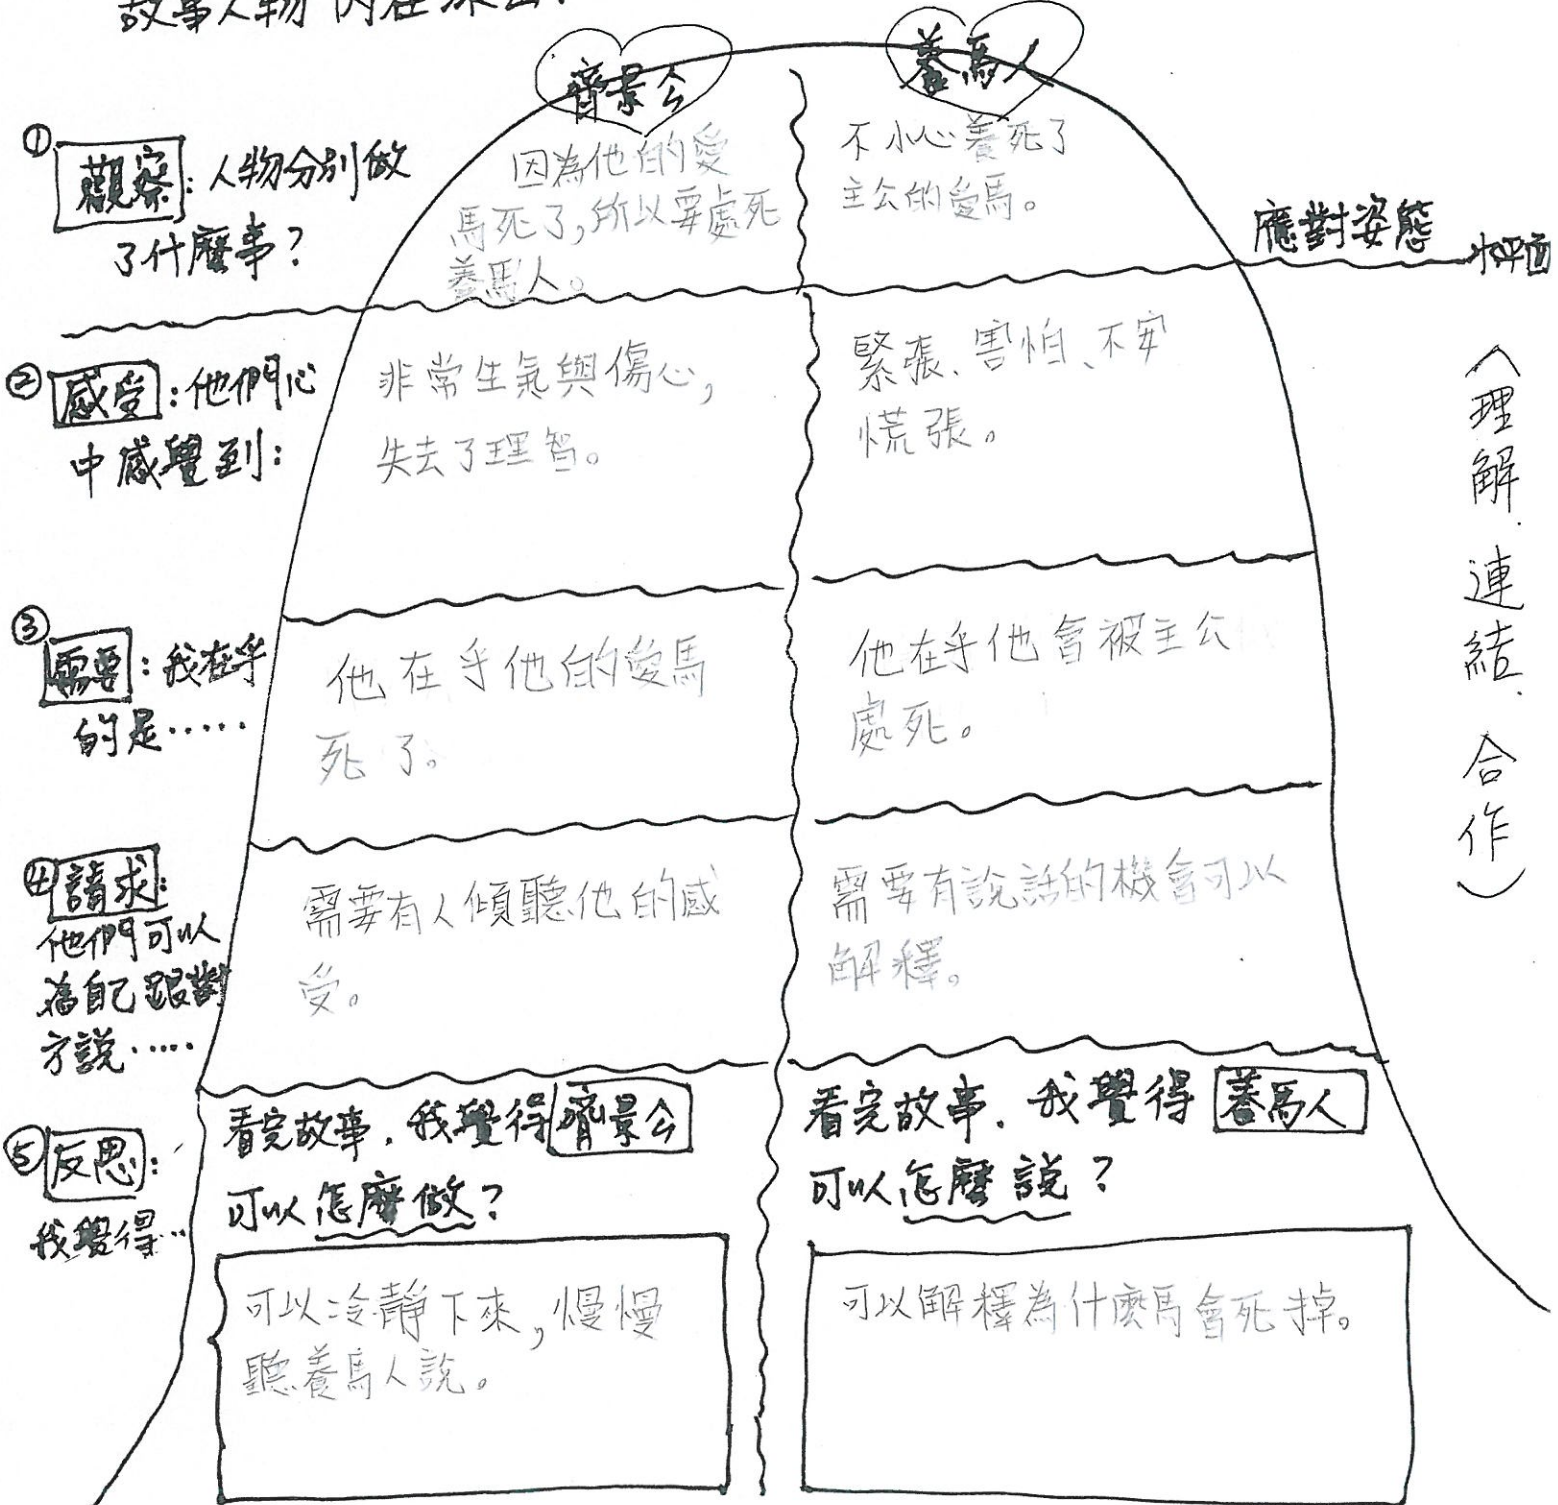 故事人物 內在冰山:
齊景公
養馬人
① 觀察:人物分別做
了什麼事?
因為他的愛
馬死了,所以要處死
養馬人。
不小心養死了
主公的愛馬。
應對姿態
水平面
② 感受:他們心
中感覺到:
非常生氣與傷心,
失去了理智。
緊張、害怕、不安
慌張。
③ 需要:我在乎
的是……
他在乎他的愛馬
死了。
他在乎他會被主公
處死。
④ 請求:
他們可以
為自己跟對
方說……
需要有人傾聽他的感
受。
需要有說話的機會可以
解釋。
(理解、連結、合作)
⑤ 反思:
我覺得…
看完故事,我覺得齊景公
可以怎麼做?
看完故事,我覺得養馬人
可以怎麼說?
可以冷靜下來,慢慢
聽養馬人說。
可以解釋為什麼馬會死掉。